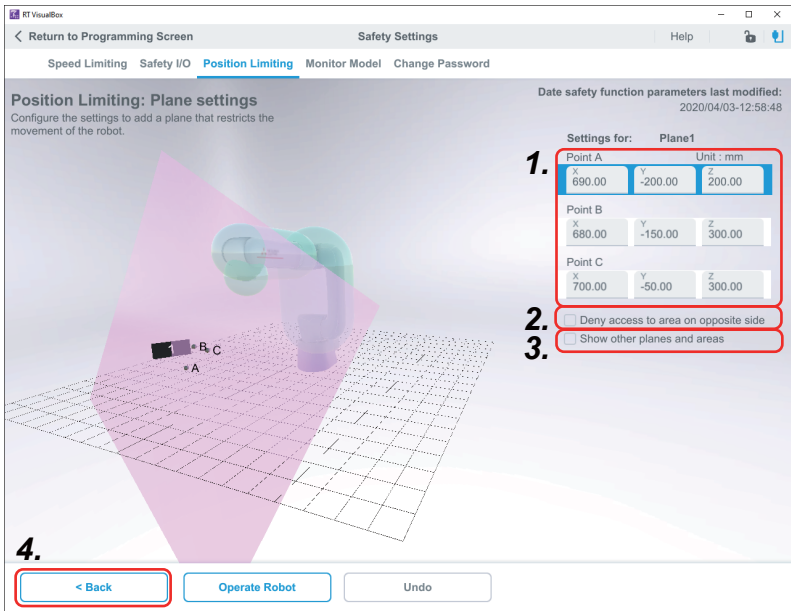 RT VisualBox
Return to Programming Screen
Safety Settings
Help
Speed Limiting Safety I/O Position Limiting Monitor Model Change Password
Position Limiting: Plane settings
Configure the settings to add a plane that restricts the
movement of the robot.
Date safety function parameters last modified:
2020/04/03-12:58:48
Settings for: Plane1
1.
Point A Unit : mm
X Y Z
690.00 -200.00 200.00
Point B
X Y Z
680.00 -150.00 300.00
Point C
X Y Z
700.00 -50.00 300.00
2.
Deny access to area on opposite side
3.
Show other planes and areas
1
B
C
A
4.
< Back
Operate Robot
Undo